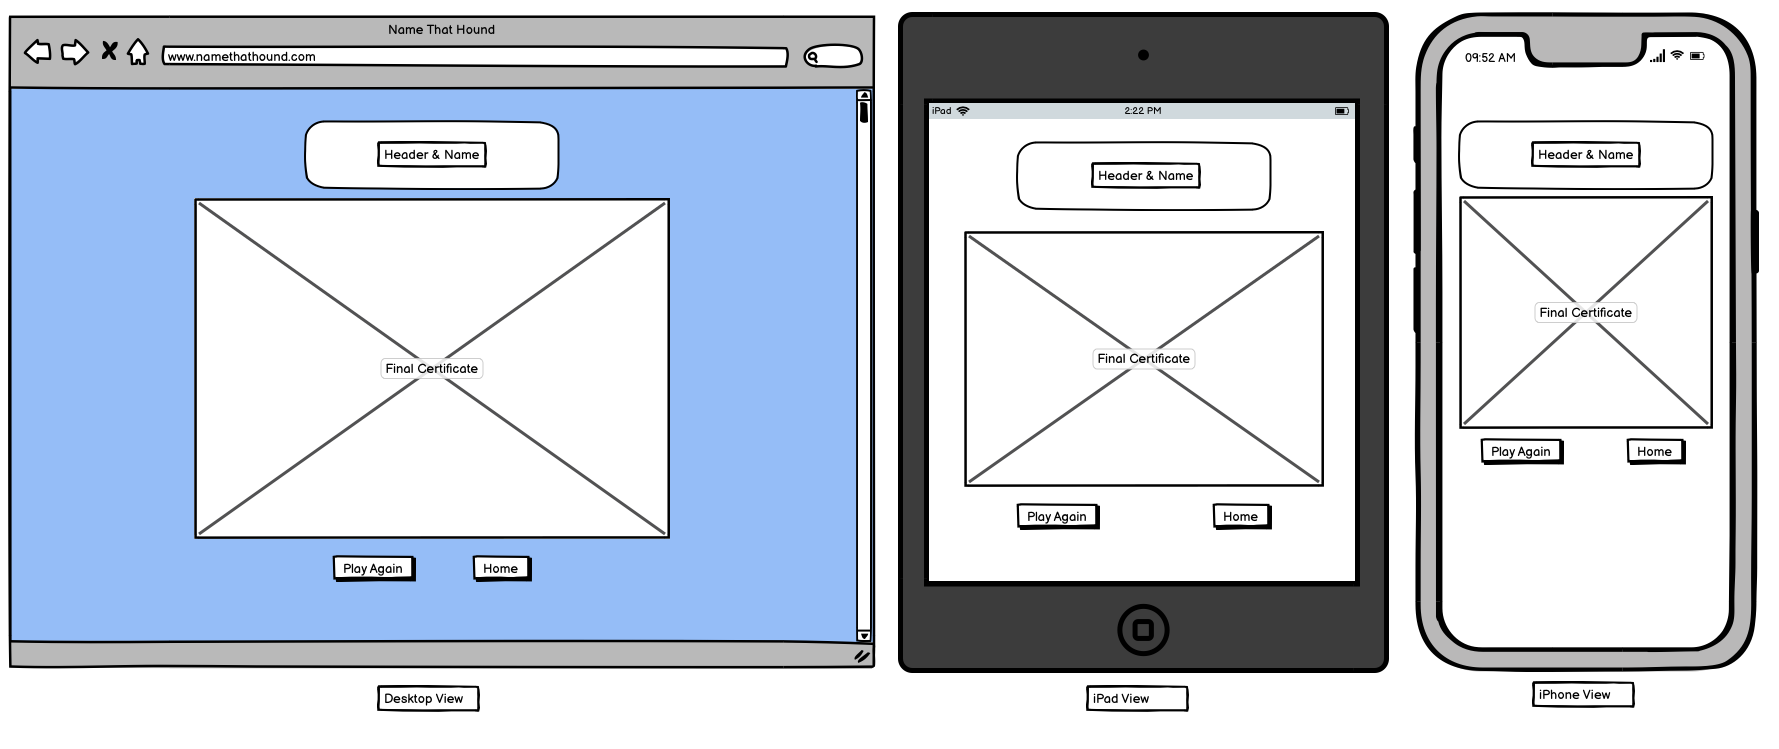 Name That Hound
www.namethathound.com
Header & Name
Final Certificate
Play Again
Home
Desktop View
iPad
2:22 PM
Header & Name
Final Certificate
Play Again
Home
iPad View
09:52 AM
Header & Name
Final Certificate
Play Again
Home
iPhone View